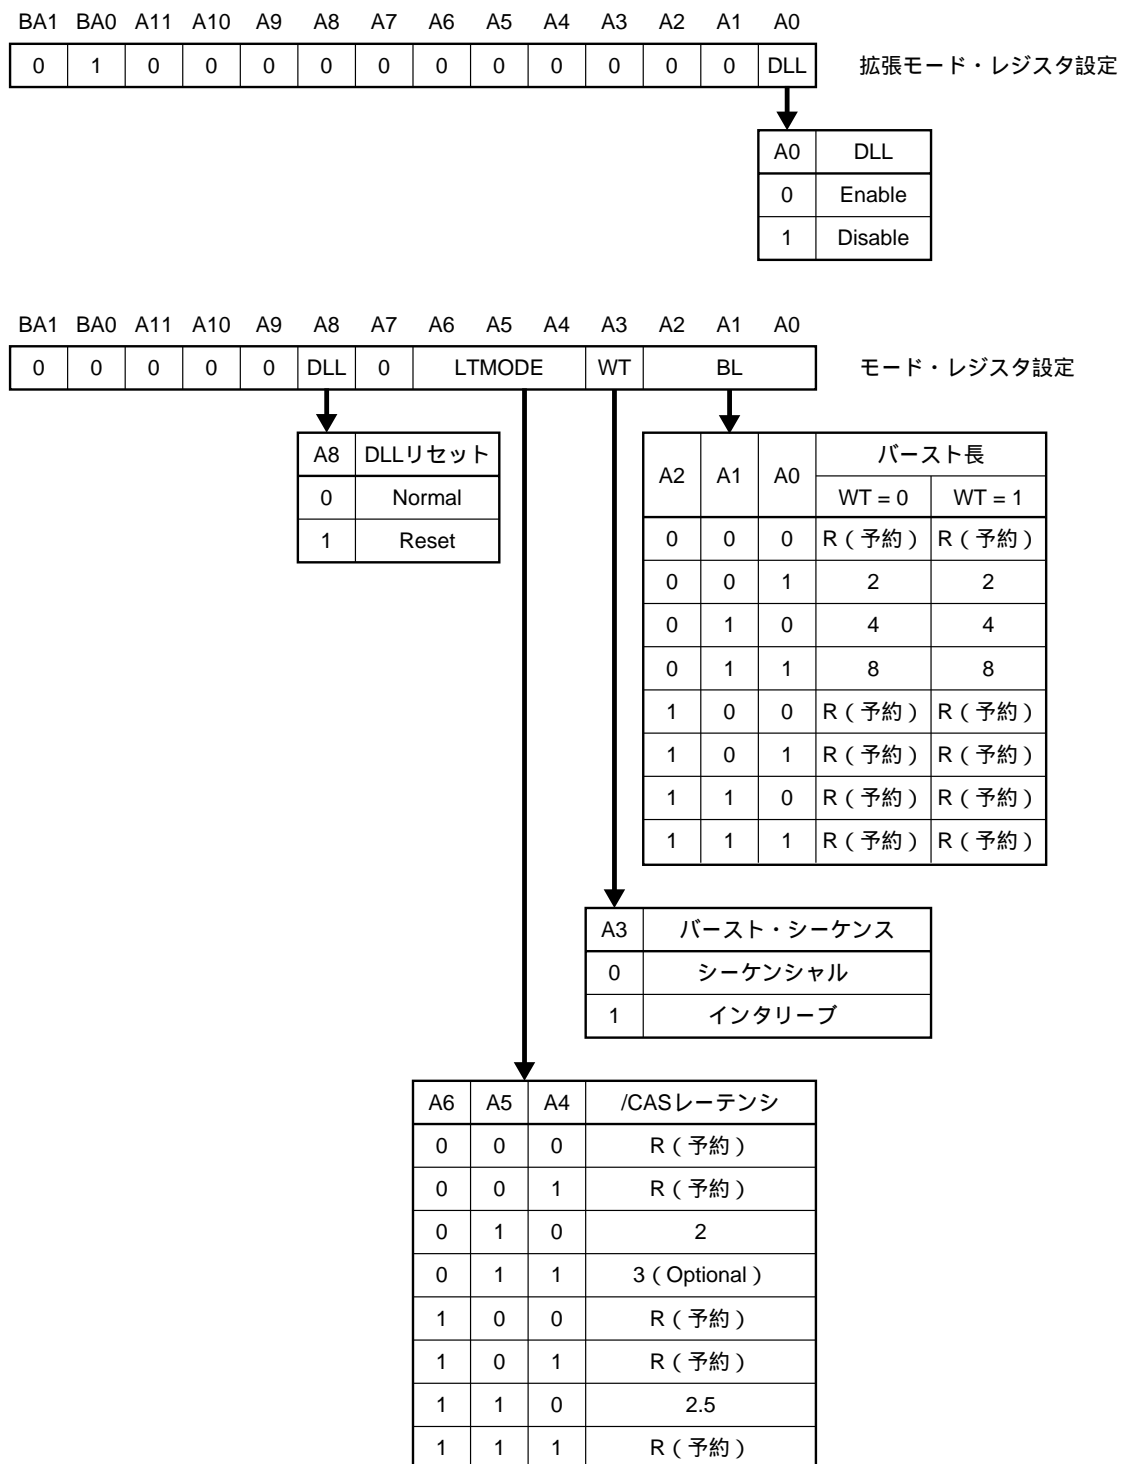 BA1 BA0 A11 A10 A9 A8 A7 A6 A5 A4 A3 A2 A1 A0
0 1 0 0 0 0 0 0 0 0 0 0 0 DLL 拡張モード・レジスタ設定
A0 DLL
0 Enable
1 Disable
BA1 BA0 A11 A10 A9 A8 A7 A6 A5 A4 A3 A2 A1 A0
0 0 0 0 0 DLL 0 LTMODE WT BL モード・レジスタ設定
A8 DLLリセット
0 Normal
1 Reset
A2 A1 A0 バースト長
WT = 0 WT = 1
0 0 0 R(予約) R(予約)
0 0 1 2 2
0 1 0 4 4
0 1 1 8 8
1 0 0 R(予約) R(予約)
1 0 1 R(予約) R(予約)
1 1 0 R(予約) R(予約)
1 1 1 R(予約) R(予約)
A3 バースト・シーケンス
0 シーケンシャル
1 インタリーブ
A6 A5 A4 /CASレーテンシ
0 0 0 R(予約)
0 0 1 R(予約)
0 1 0 2
0 1 1 3(Optional)
1 0 0 R(予約)
1 0 1 R(予約)
1 1 0 2.5
1 1 1 R(予約)